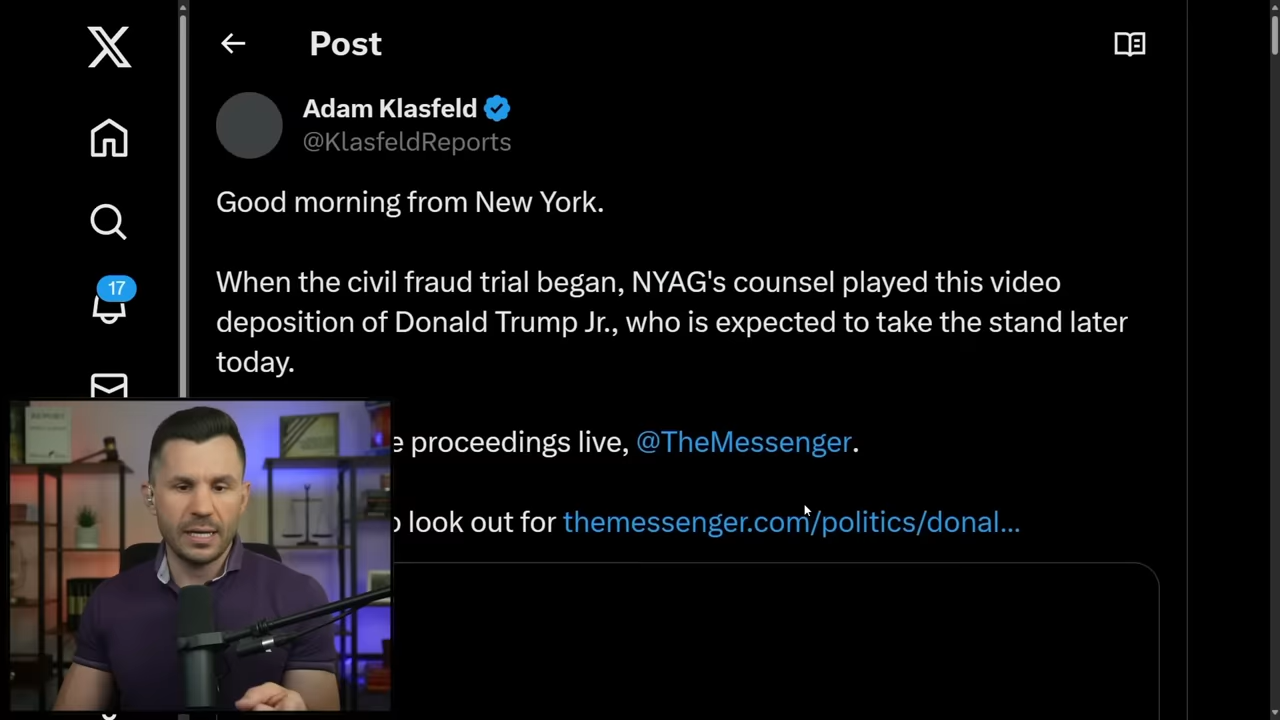 Post
Adam Klasfeld
@KlasfeldReports
Good morning from New York.
17
When the civil fraud trial began, NYAG's counsel played this video
deposition of Donald Trump Jr., who is expected to take the stand later
today.
e proceedings live, @TheMessenger.
look out for themessenger.com/politics/donal...